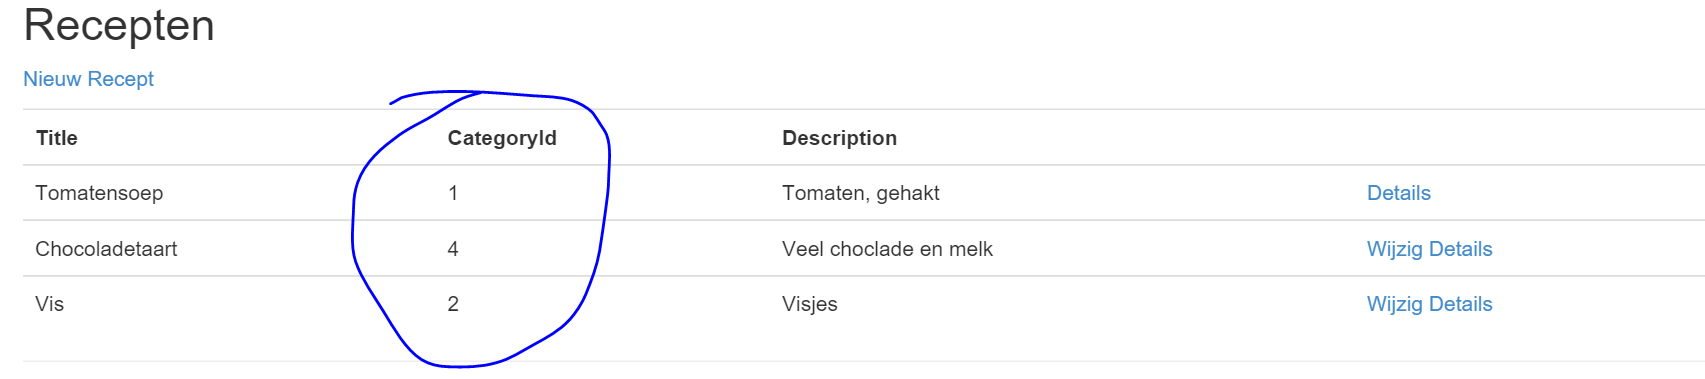 Recepten
Nieuw Recept
Title CategoryId Description
Tomatensoep 1 Tomaten, gehakt Details
Chocoladetaart 4 Veel choclade en melk Wijzig Details
Vis 2 Visjes Wijzig Details